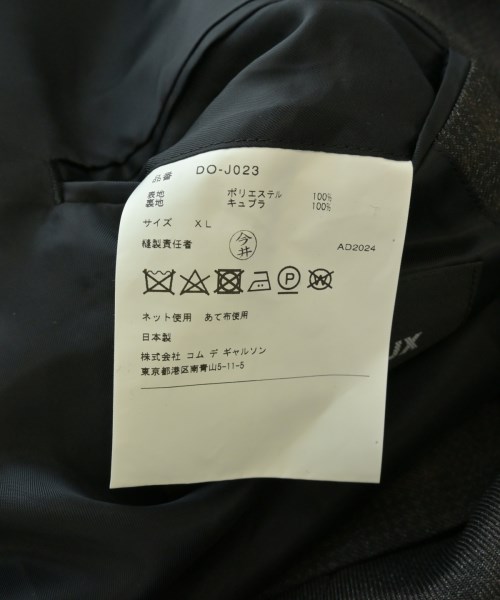 品番 DO-J023
表地 ポリエステル 100%
裏地 キュプラ 100%
サイズ XL
縫製責任者 今井 AD2024
ネット使用 あて布使用
日本製
株式会社 コム デ ギャルソン
東京都港区南青山5-11-5